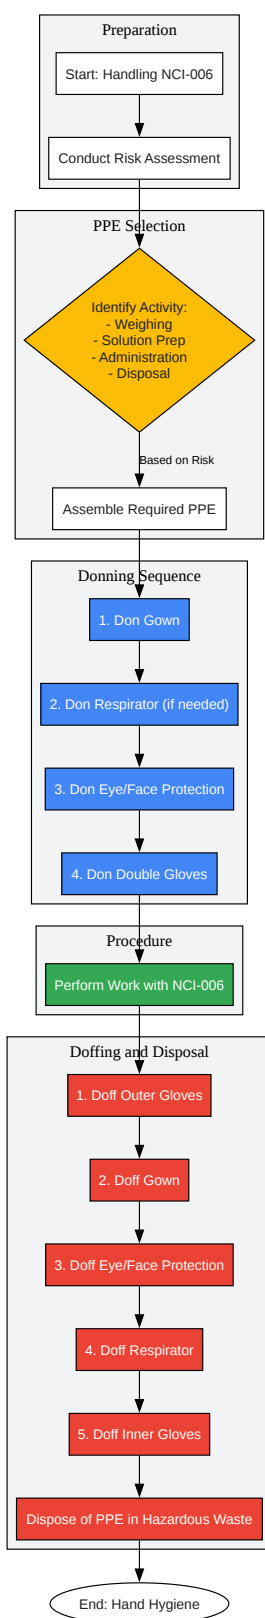 Preparation
Start: Handling NCI-006
Conduct Risk Assessment
PPE Selection
Identify Activity:
- Weighing
- Solution Prep
- Administration
- Disposal
Based on Risk
Assemble Required PPE
Donning Sequence
1. Don Gown
2. Don Respirator (if needed)
3. Don Eye/Face Protection
4. Don Double Gloves
Procedure
Perform Work with NCI-006
Doffing and Disposal
1. Doff Outer Gloves
2. Doff Gown
3. Doff Eye/Face Protection
4. Doff Respirator
5. Doff Inner Gloves
Dispose of PPE in Hazardous Waste
End: Hand Hygiene